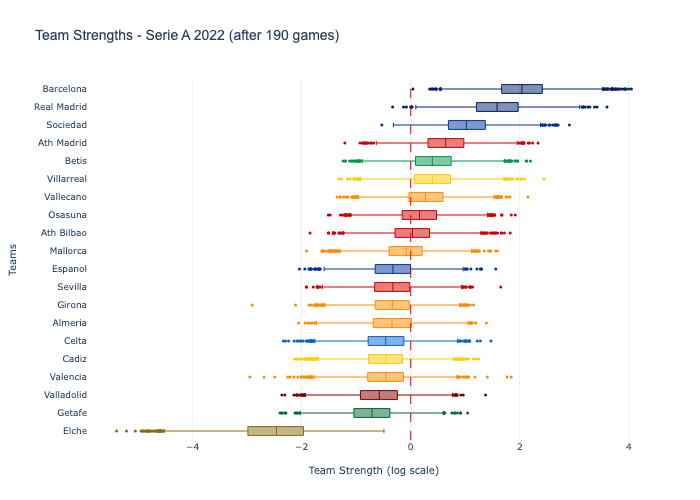 Team Strengths - Serie A 2022 (after 190 games)
Barcelona
Real Madrid
Sociedad
Ath Madrid
Betis
Villarreal
Vallecano
Osasuna
Ath Bilbao
Mallorca
Espanol
Sevilla
Girona
Almeria
Celta
Cadiz
Valencia
Valladolid
Getafe
Elche
Teams
−4 −2 0 2 4
Team Strength (log scale)